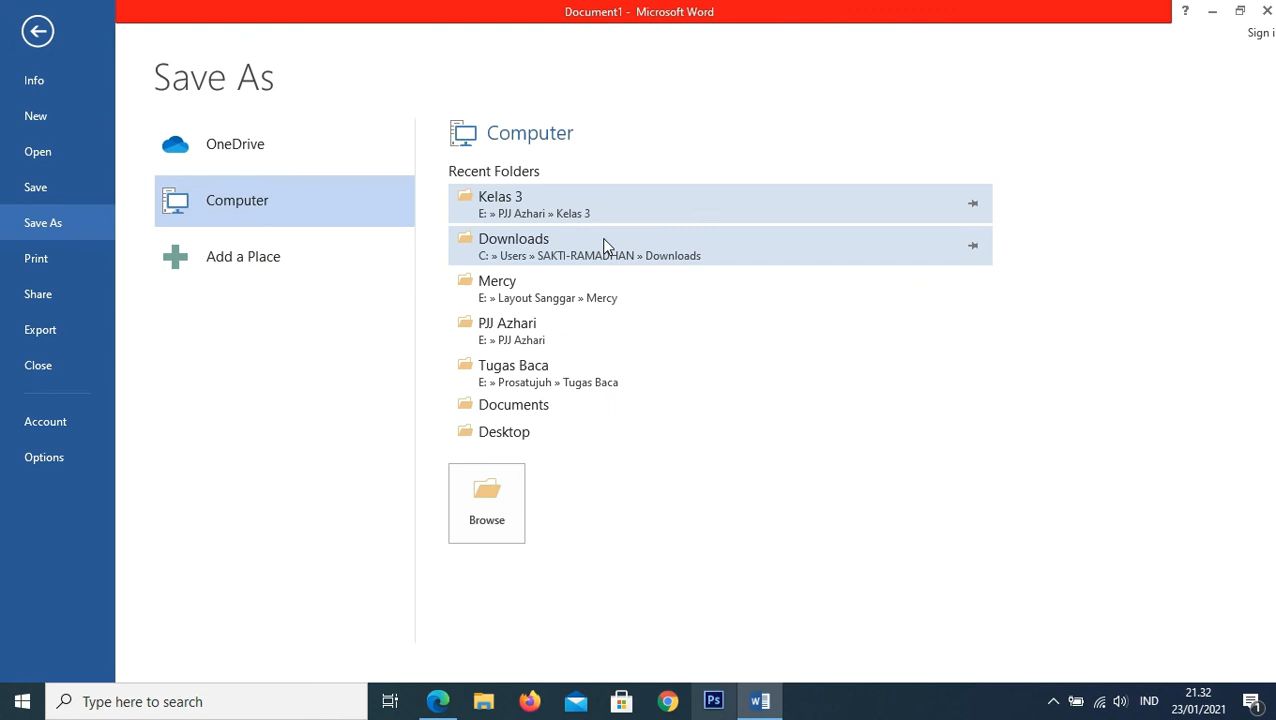 Document1 - Microsoft Word
?
Sign i
Info
New
Open
Save
Save As
Print
Share
Export
Close
Account
Options
Save As
OneDrive
Computer
Add a Place
Computer
Recent Folders
Kelas 3
E: » PJJ Azhari » Kelas 3
Downloads
C: » Users » SAKTI-RAMADHAN » Downloads
Mercy
E: » Layout Sanggar » Mercy
PJJ Azhari
E: » PJJ Azhari
Tugas Baca
E: » Prosatujuh » Tugas Baca
Documents
Desktop
Browse
Type here to search
Ps
IND
21.32
23/01/2021
1